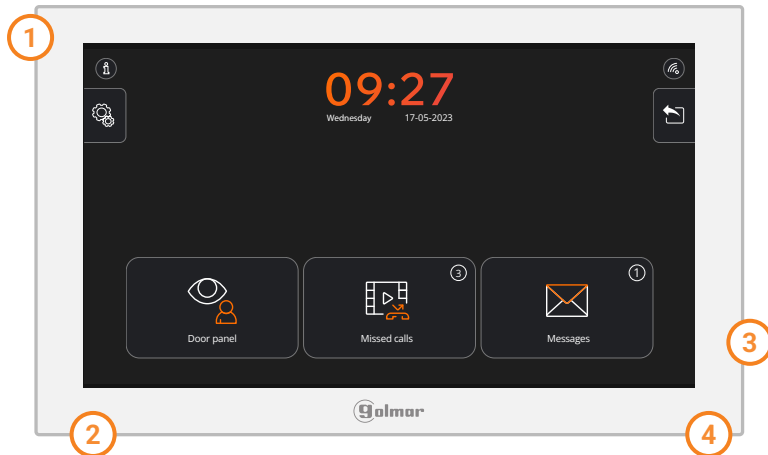 1
09:27
Wednesday 17-05-2023
3 1
Door panel Missed calls Messages
3
golmar
2 4